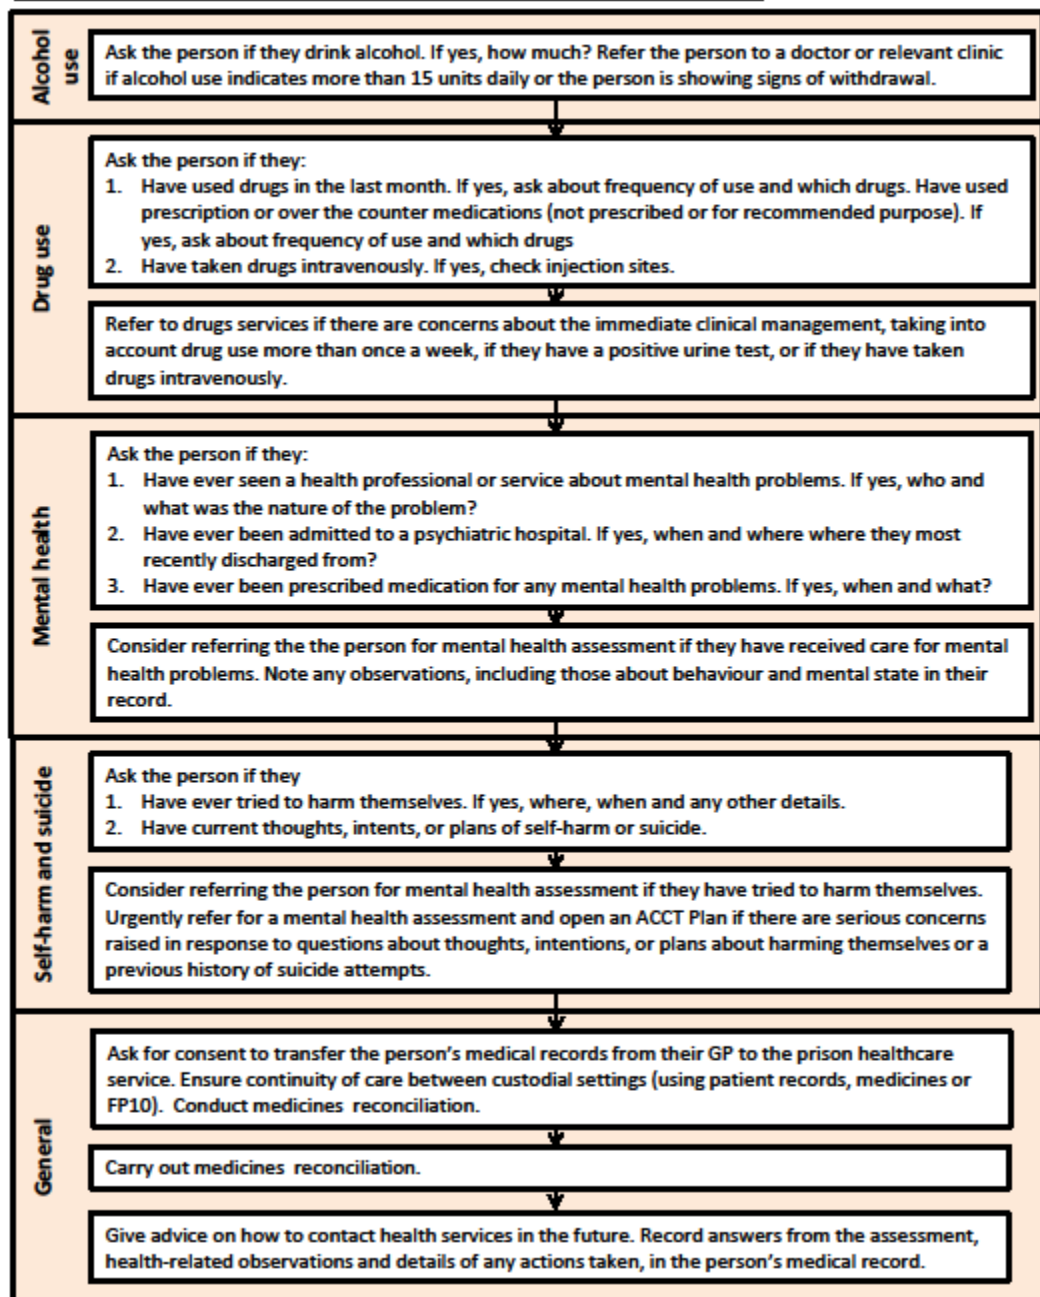 Alcohol
use
Ask the person if they drink alcohol. If yes, how much? Refer the person to a doctor or relevant clinic
if alcohol use indicates more than 15 units daily or the person is showing signs of withdrawal.
Drug use
Ask the person if they:
1. Have used drugs in the last month. If yes, ask about frequency of use and which drugs. Have used
prescription or over the counter medications (not prescribed or for recommended purpose). If
yes, ask about frequency of use and which drugs
2. Have taken drugs intravenously. If yes, check injection sites.
Refer to drugs services if there are concerns about the immediate clinical management, taking into
account drug use more than once a week, if they have a positive urine test, or if they have taken
drugs intravenously.
Mental health
Ask the person if they:
1. Have ever seen a health professional or service about mental health problems. If yes, who and
what was the nature of the problem?
2. Have ever been admitted to a psychiatric hospital. If yes, when and where where they most
recently discharged from?
3. Have ever been prescribed medication for any mental health problems. If yes, when and what?
Consider referring the the person for mental health assessment if they have received care for mental
health problems. Note any observations, including those about behaviour and mental state in their
record.
Self-harm and suicide
Ask the person if they
1. Have ever tried to harm themselves. If yes, where, when and any other details.
2. Have current thoughts, intents, or plans of self-harm or suicide.
Consider referring the person for mental health assessment if they have tried to harm themselves.
Urgently refer for a mental health assessment and open an ACCT Plan if there are serious concerns
raised in response to questions about thoughts, intentions, or plans about harming themselves or a
previous history of suicide attempts.
General
Ask for consent to transfer the person's medical records from their GP to the prison healthcare
service. Ensure continuity of care between custodial settings (using patient records, medicines or
FP10). Conduct medicines reconciliation.
Carry out medicines reconciliation.
Give advice on how to contact health services in the future. Record answers from the assessment,
health-related observations and details of any actions taken, in the person's medical record.